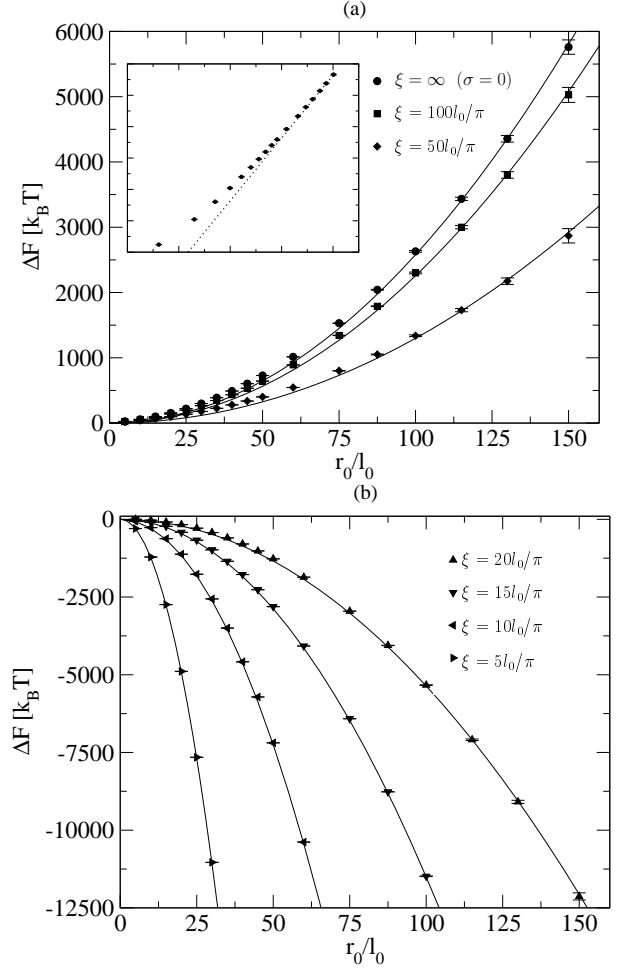 (a)
6000
5000
4000
3000
2000
1000
0
ΔF [k_BT]
ξ = ∞ (σ = 0)
ξ = 100l_0/π
ξ = 50l_0/π
0 25 50 75 100 125 150
r_0/l_0
(b)
0
-2500
-5000
-7500
-10000
-12500
ΔF [k_BT]
ξ = 20l_0/π
ξ = 15l_0/π
ξ = 10l_0/π
ξ = 5l_0/π
0 25 50 75 100 125 150
r_0/l_0